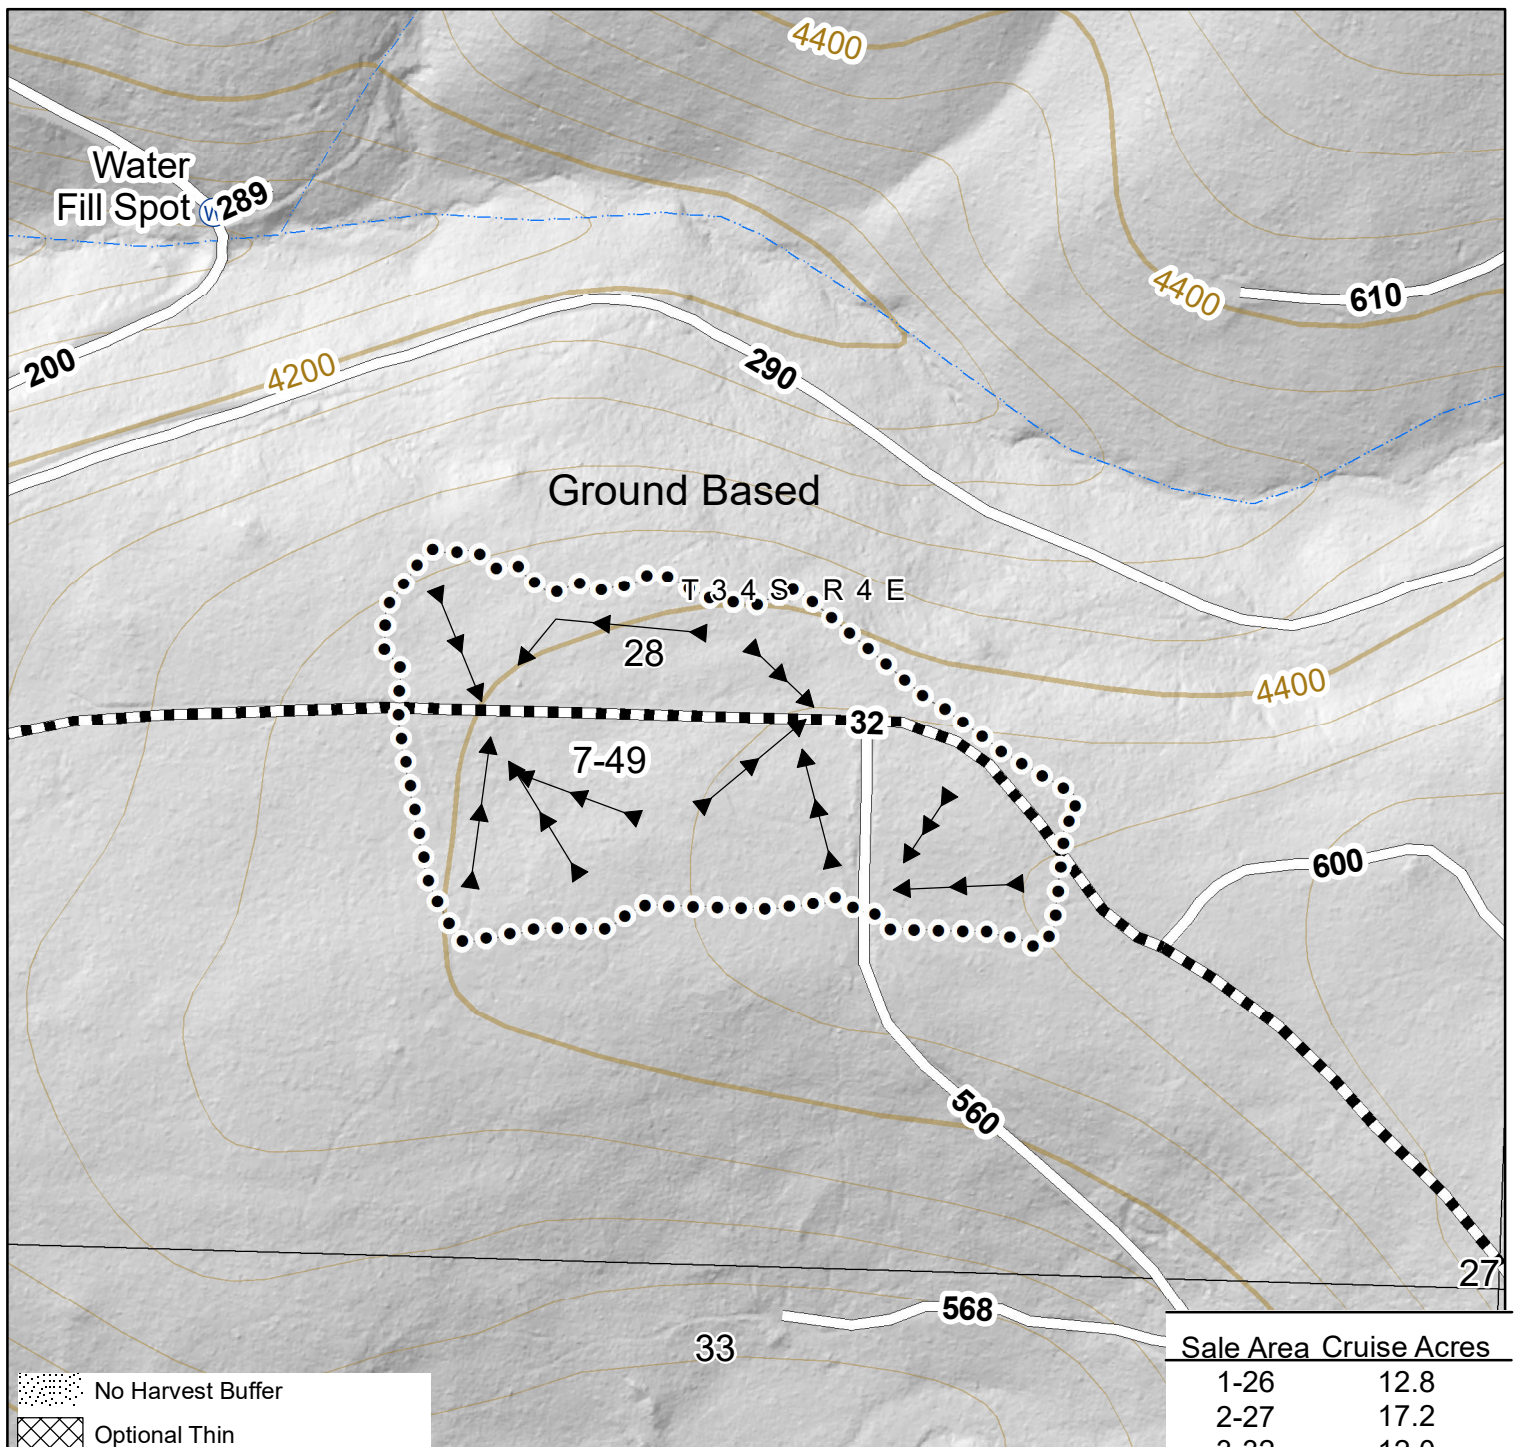 4400
Water
Fill Spot
W
289
4400
610
200
4200
290
Ground Based
T 3 4 S R 4 E
28
4400
32
7-49
600
560
27
568
33
Sale Area Cruise Acres
1-26 12.8
2-27 17.2
No Harvest Buffer
Optional Thin